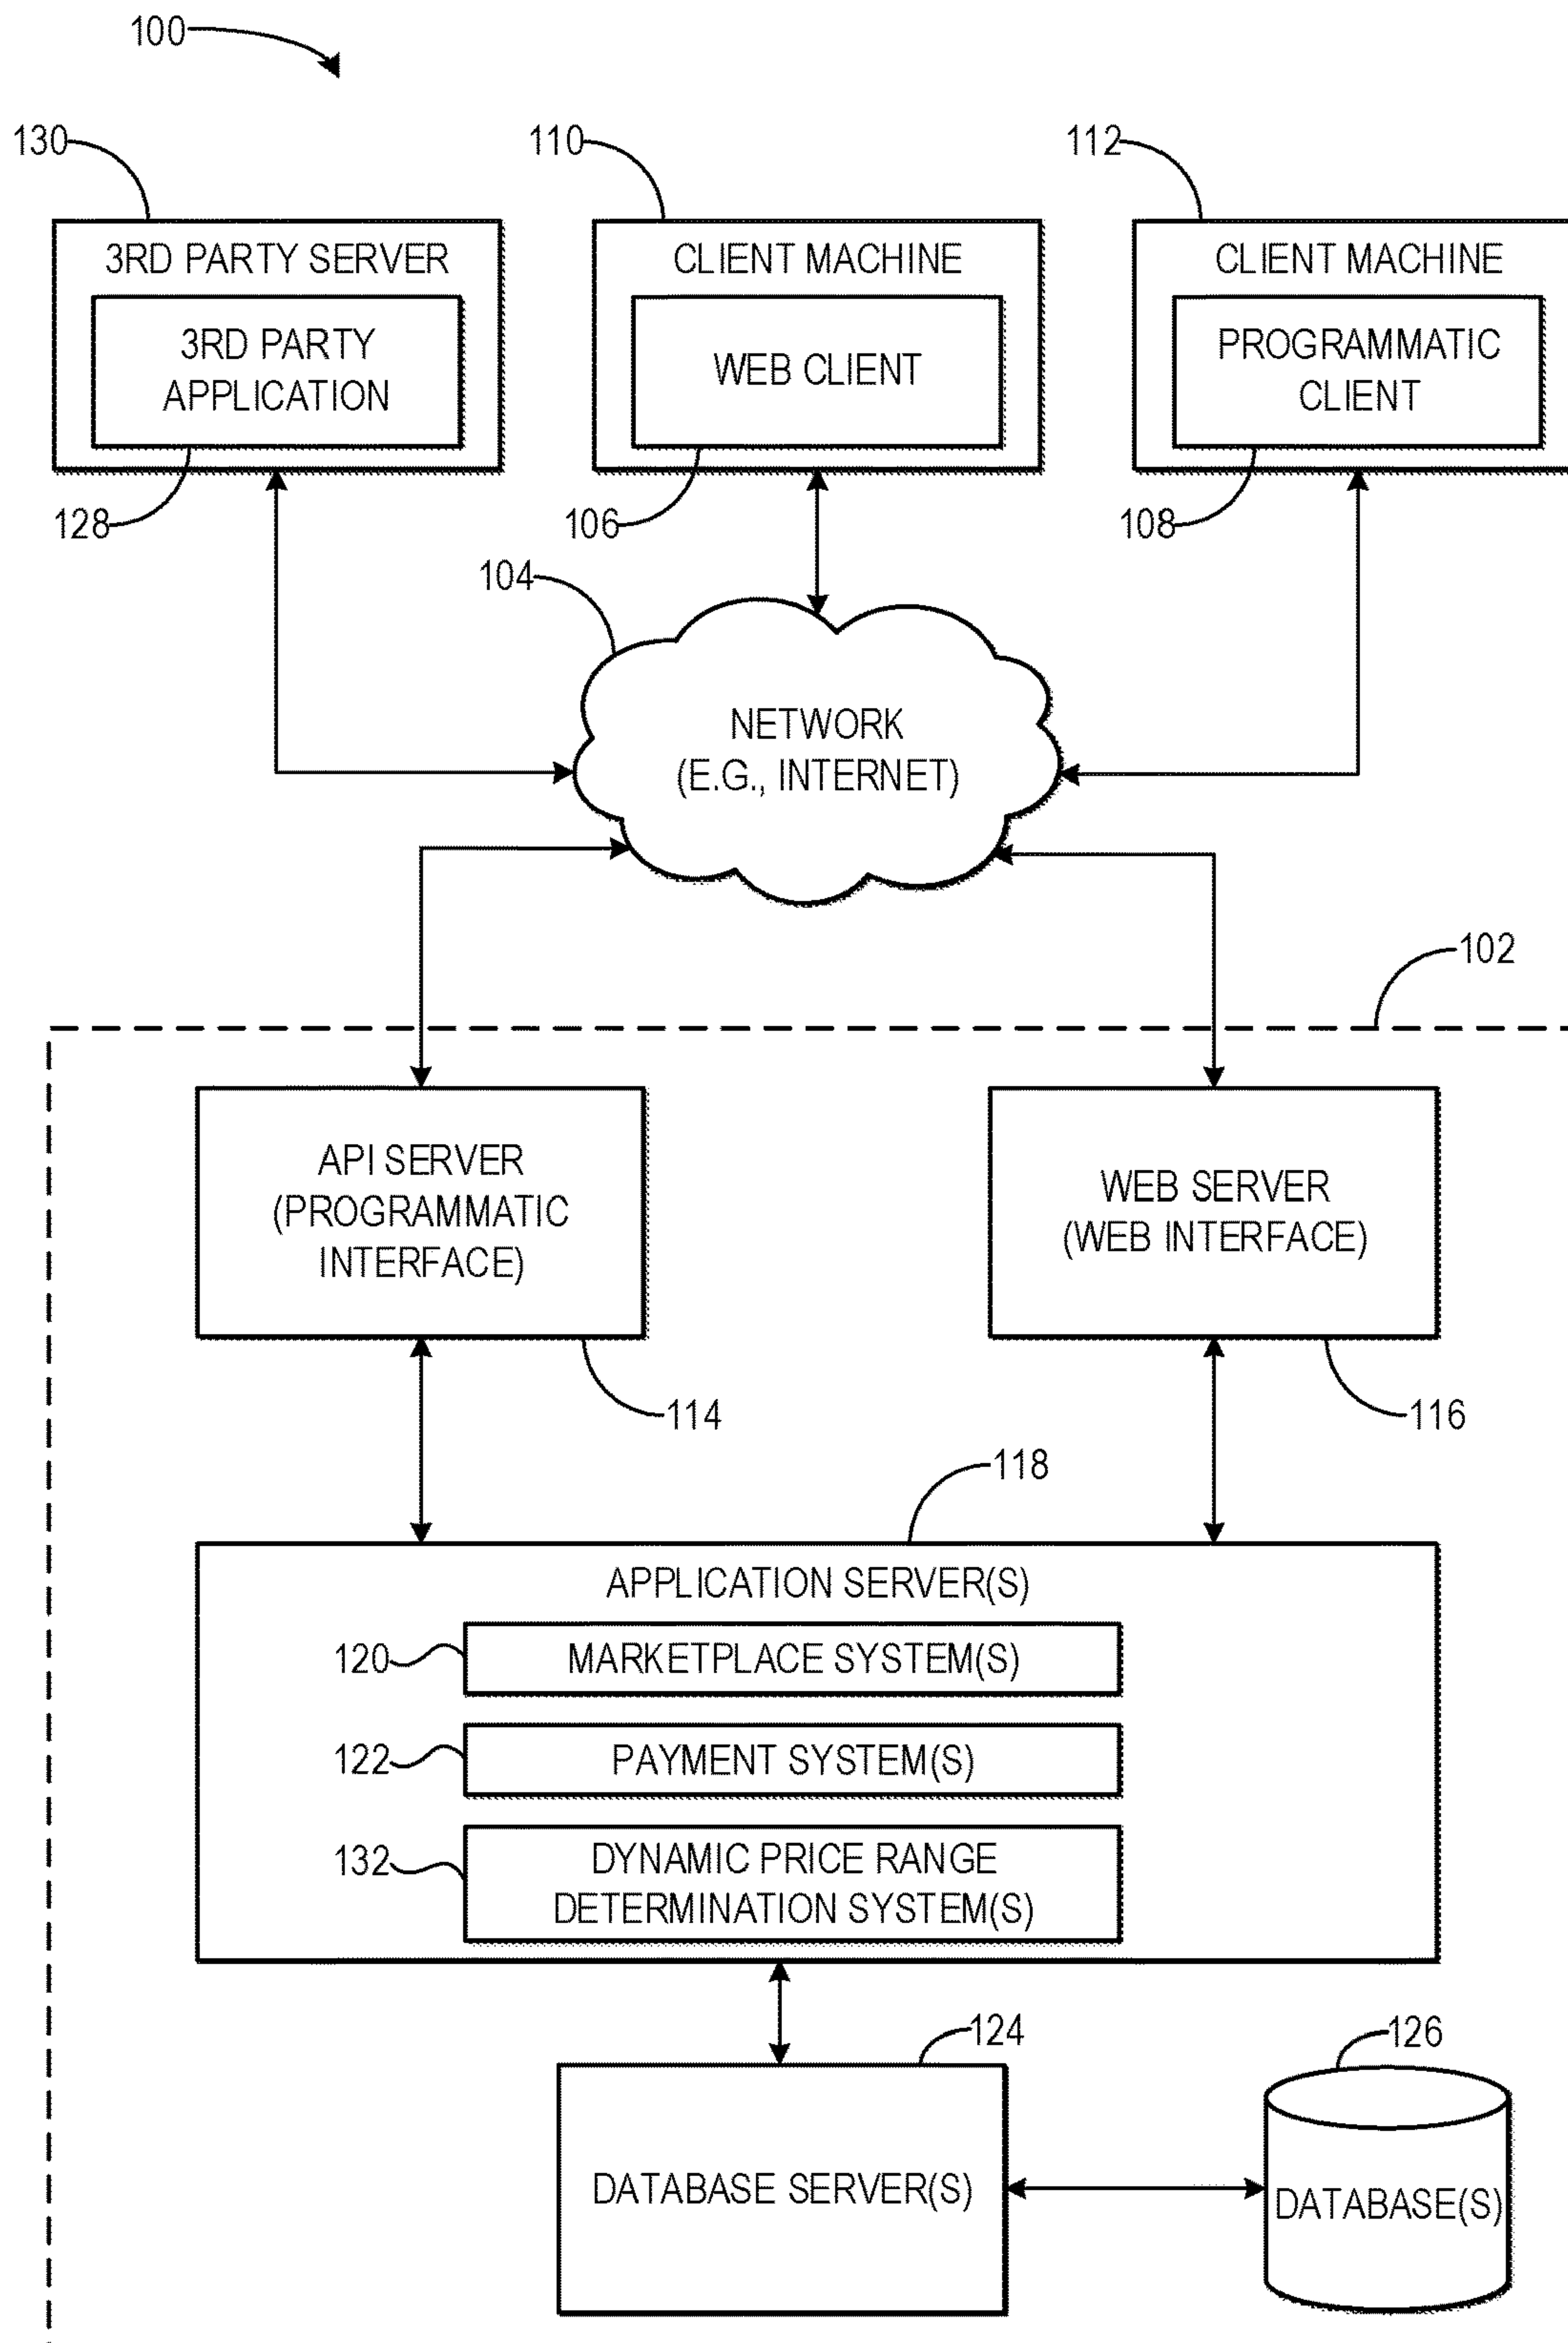 100
130
110
112
3RD PARTY SERVER
3RD PARTY
APPLICATION
CLIENT MACHINE
WEB CLIENT
CLIENT MACHINE
PROGRAMMATIC
CLIENT
128
106
108
104
NETWORK
(E.G., INTERNET)
102
API SERVER
(PROGRAMMATIC
INTERFACE)
WEB SERVER
(WEB INTERFACE)
114
116
118
APPLICATION SERVER(S)
120
MARKETPLACE SYSTEM(S)
122
PAYMENT SYSTEM(S)
132
DYNAMIC PRICE RANGE
DETERMINATION SYSTEM(S)
124
126
DATABASE SERVER(S)
DATABASE(S)